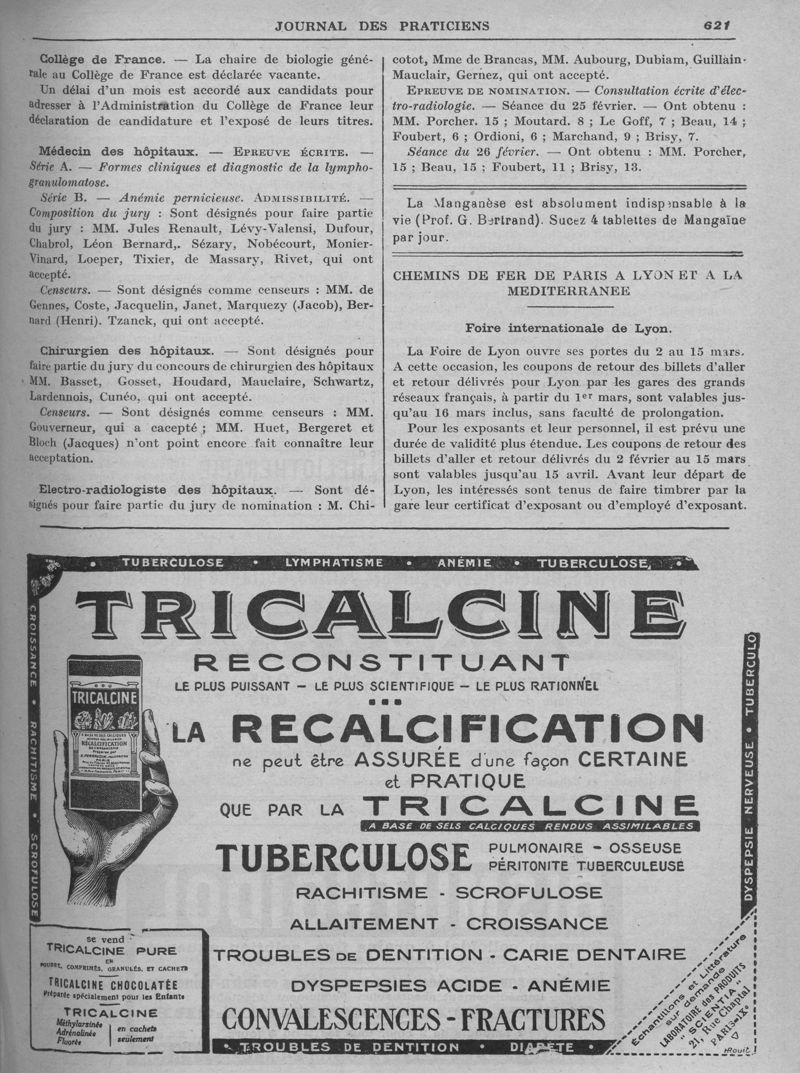 JOURNAL DES PRATICIENS 621
Collège de France. — La chaire de biologie géné-
rale au Collège de France est déclarée vacante.
Un délai d'un mois est accordé aux candidats pour
adresser à l'Administration du Collège de France leur
déclaration de candidature et l'exposé de leurs titres.
Médecin des hôpitaux. — EPREUVE ÉCRITE. —
Série A. — Formes cliniques et diagnostic de la lympho-
granulomatose.
Série B. — Anémie pernicieuse. ADMISSIBILITÉ. —
Composition du jury : Sont désignés pour faire partie
du jury : MM. Jules Renault, Lévy-Valensi, Dufour,
Chabrol, Léon Bernard,. Sézary, Nobécourt, Monier-
Vinard, Loeper, Tixier, de Massary, Rivet, qui ont
accepté.
Censeurs. — Sont désignés comme censeurs : MM. de
Gennes, Coste, Jacquelin, Janet, Marquezy (Jacob), Ber-
nard (Henri). Tzanck, qui ont accepté.
Chirurgien des hôpitaux. — Sont désignés pour
faire partie du jury du concours de chirurgien des hôpitaux
MM. Basset, Gosset, Houdard, Mauclaire, Schwartz,
Lardennois, Cunéo, qui ont accepté.
Censeurs. — Sont désignés comme censeurs : MM.
Gouverneur, qui a cacepté ; MM. Huet, Bergeret et
Bloch (Jacques) n'ont point encore fait connaître leur
acceptation.
Electro-radiologiste des hôpitaux. — Sont dé-
signés pour faire partie du jury de nomination : M. Chi-
cotot, Mme de Brancas, MM. Aubourg, Dubiam, Guillain-
Mauclair, Gernez, qui ont accepté.
EPREUVE DE NOMINATION. — Consultation écrite d'élec-
tro-radiologie. — Séance du 25 février. — Ont obtenu :
MM. Porcher. 15 ; Moutard. 8 ; Le Goff, 7 ; Beau, 14 ;
Foubert, 6 ; Ordioni, 6 ; Marchand, 9 ; Brisy, 7.
Séance du 26 février. — Ont obtenu : MM. Porcher,
15 ; Beau, 15 ; Foubert, 11 ; Brisy, 13.
La Manganèse est absolument indispensable à la
vie (Prof. G. Bertrand). Sucez 4 tablettes de Mangaïne
par jour.
CHEMINS DE FER DE PARIS A LYON ET A LA
MEDITERRANEE
Foire internationale de Lyon.
La Foire de Lyon ouvre ses portes du 2 au 15 mars.
A cette occasion, les coupons de retour des billets d'aller
et retour délivrés pour Lyon par les gares des grands
réseaux français, à partir du 1er mars, sont valables jus-
qu'au 16 mars inclus, sans faculté de prolongation.
Pour les exposants et leur personnel, il est prévu une
durée de validité plus étendue. Les coupons de retour des
billets d'aller et retour délivrés du 2 février au 15 mars
sont valables jusqu'au 15 avril. Avant leur départ de
Lyon, les intéressés sont tenus de faire timbrer par la
gare leur certificat d'exposant ou d'employé d'exposant.
TUBERCULOSE • LYMPHATISME • ANÉMIE • TUBERCULOSE •
CROISSANCE • RACHITISME • SCROFULOSE
TRICALCINE
RECONSTITUANT
LE PLUS PUISSANT — LE PLUS SCIENTIFIQUE — LE PLUS RATIONNEL
TRICALCINE
RECALCIFICATION
LA RECALCIFICATION
ne peut être ASSURÉE d'une façon CERTAINE
et PRATIQUE
QUE PAR LA TRICALCINE
A BASE DE SELS CALCIQUES RENDUS ASSIMILABLES
TUBERCULOSE PULMONAIRE - OSSEUSE
PÉRITONITE TUBERCULEUSE
RACHITISME - SCROFULOSE
ALLAITEMENT - CROISSANCE
TROUBLES DE DENTITION - CARIE DENTAIRE
DYSPEPSIES ACIDE - ANÉMIE
CONVALESCENCES - FRACTURES
TROUBLES DE DENTITION • DIABÈTE •
DYSPEPSIE NERVEUSE • TUBERCULO
se vend
TRICALCINE PURE
EN
POUDRE, COMPRIMÉS, GRANULÉS, ET CACHETS
TRICALCINE CHOCOLATÉE
Préparée spécialement pour les Enfants
TRICALCINE
Méthylarsinée
Adrénalinée
Fluorée
en cachets
seulement
Échantillons et Littérature
sur demande
LABORATOIRE des PRODUITS
"SCIENTIA"
21, Rue Chaptal
PARIS-IXe